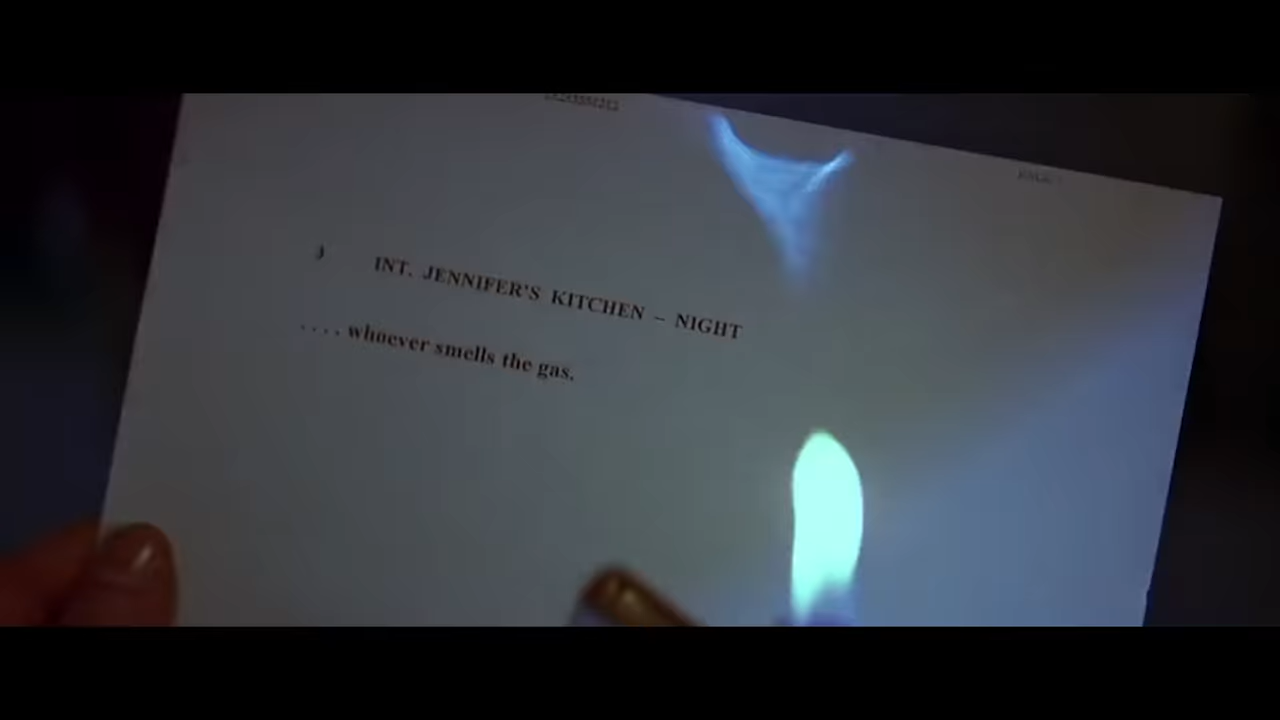 INT. JENNIFER'S KITCHEN – NIGHT
.... whoever smells the gas.